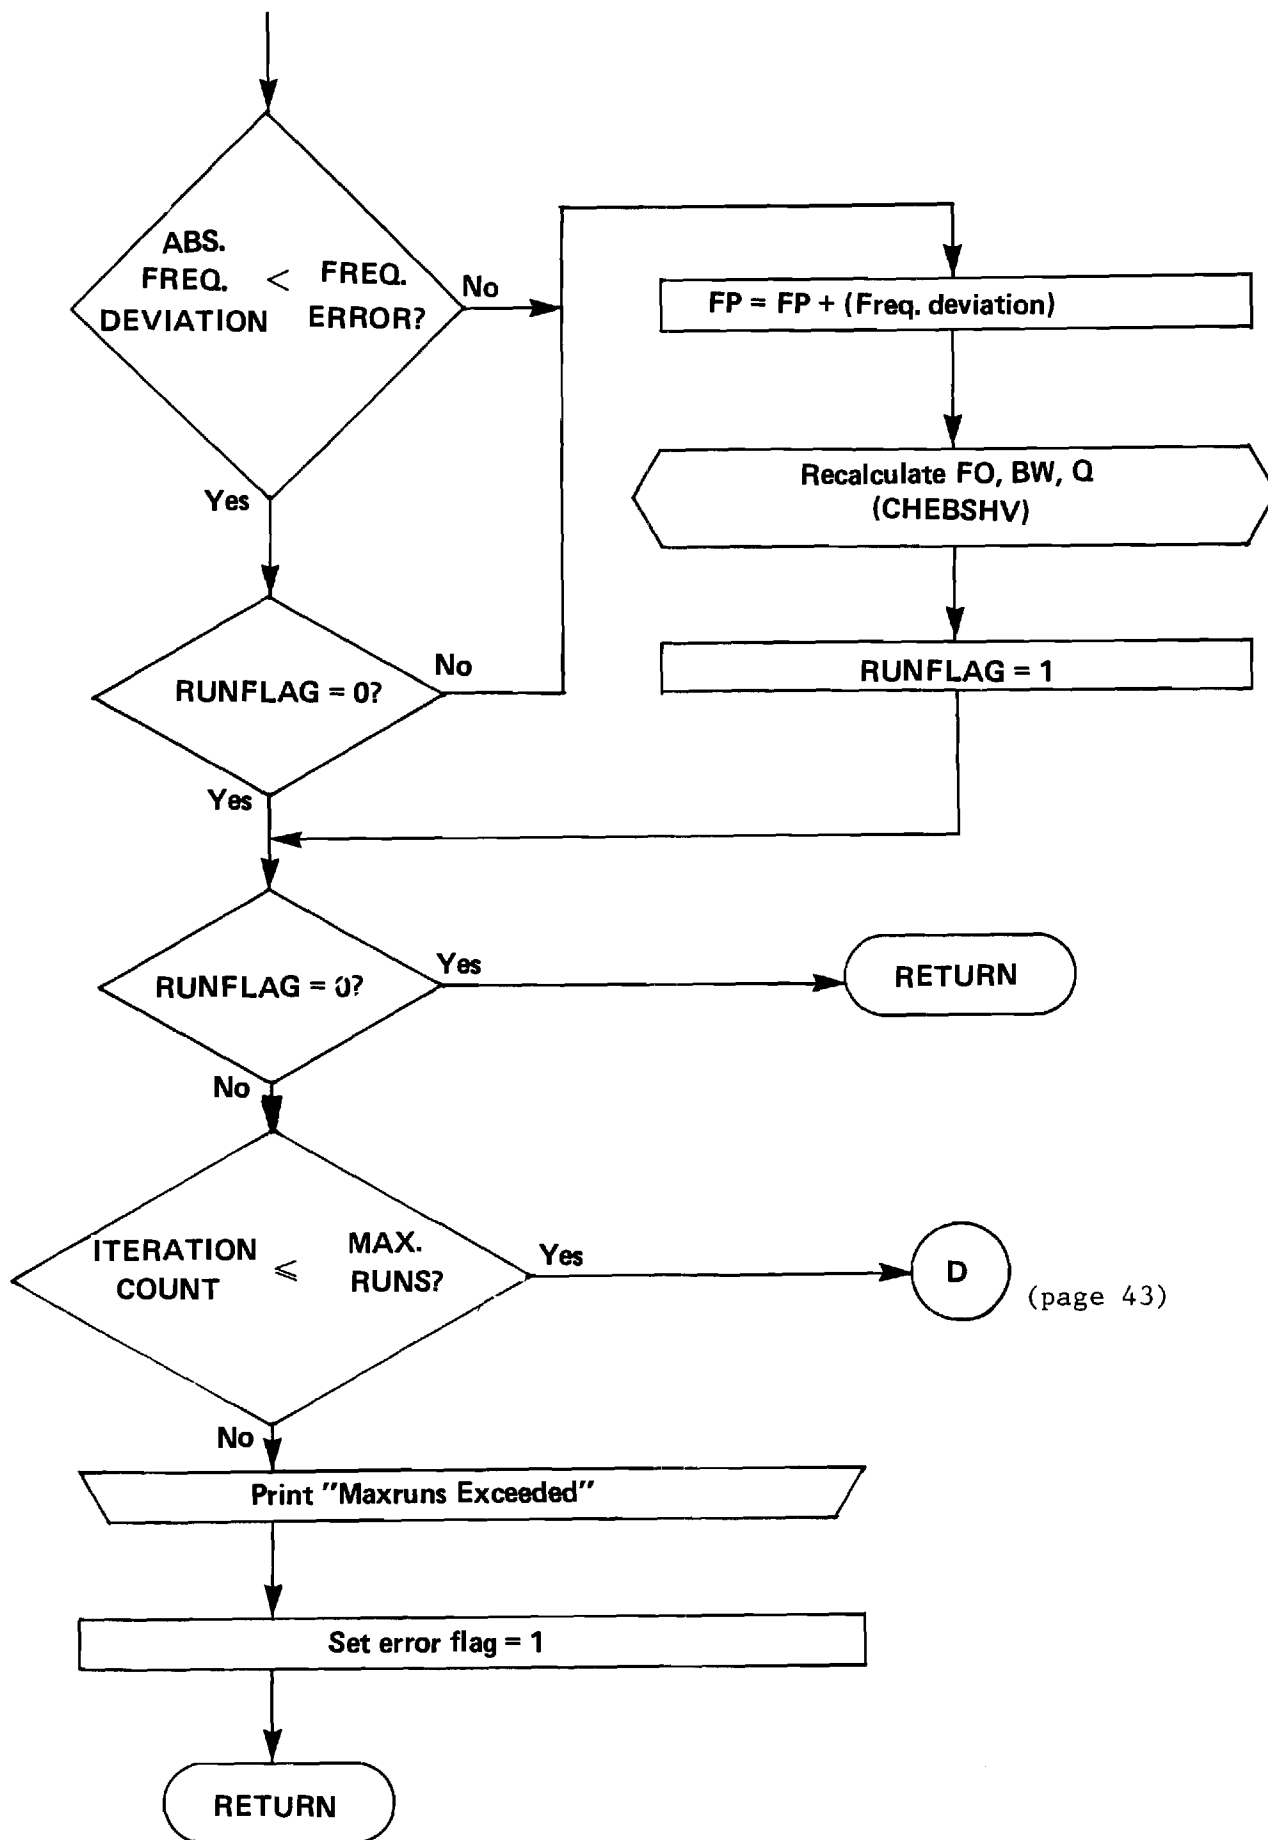 ABS.
FREQ.
DEVIATION
<
FREQ.
ERROR?
No
Yes
FP = FP + (Freq. deviation)
Recalculate FO, BW, Q
(CHEBSHV)
RUNFLAG = 1
RUNFLAG = 0?
No
Yes
RUNFLAG = 0?
Yes
RETURN
No
ITERATION
COUNT
⩽
MAX.
RUNS?
Yes
D
(page 43)
No
Print "Maxruns Exceeded"
Set error flag = 1
RETURN